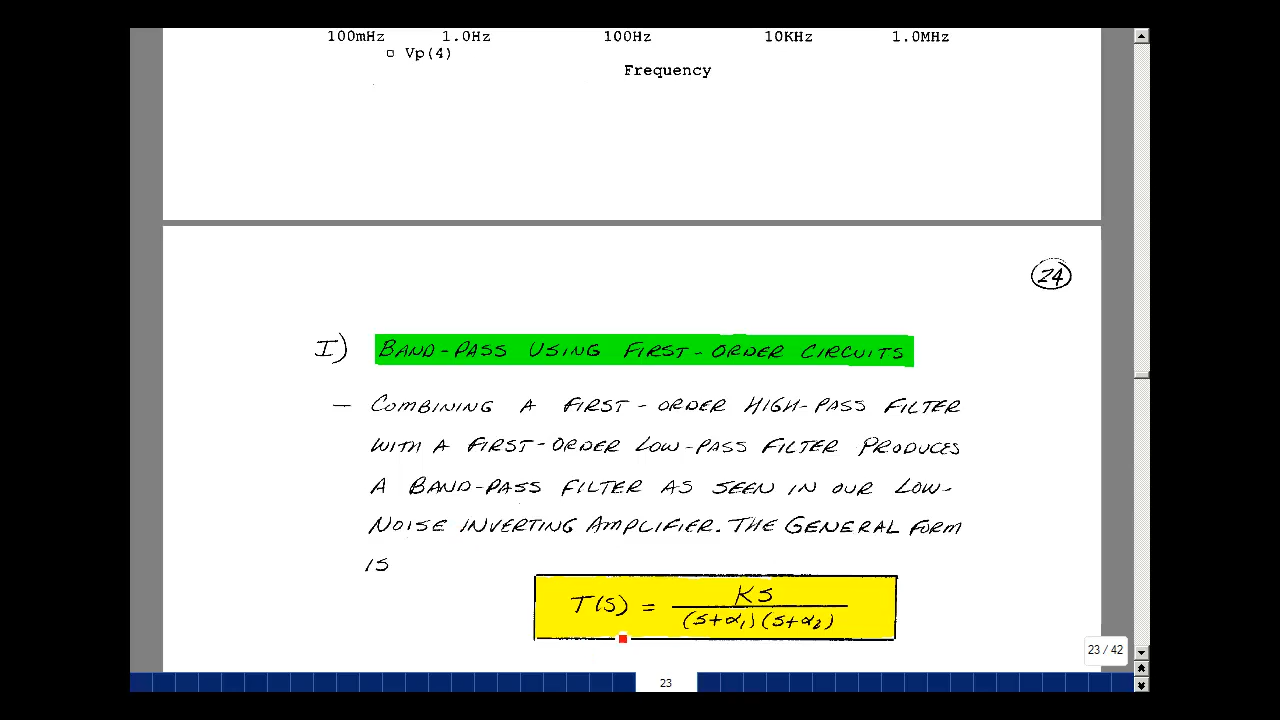 100mHz 1.0Hz 100Hz 10KHz 1.0MHz
▫ Vp(4)
Frequency
24
I) BAND-PASS USING FIRST-ORDER CIRCUITS
— COMBINING A FIRST-ORDER HIGH-PASS FILTER
WITH A FIRST-ORDER LOW-PASS FILTER PRODUCES
A BAND-PASS FILTER AS SEEN IN OUR LOW-
NOISE INVERTING AMPLIFIER. THE GENERAL FORM
IS
T(S) = KS / (S+α₁)(S+α₂)
23 / 42
23